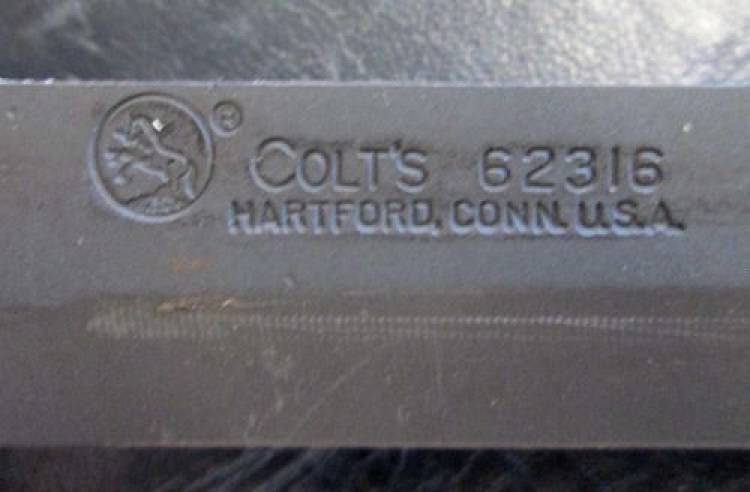 ®
COLT'S 62316
HARTFORD, CONN. U.S.A.